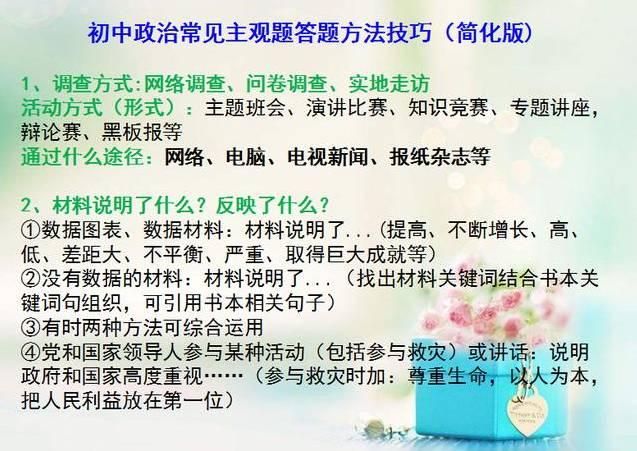 初中政治常见主观题答题方法技巧（简化版)
1、调查方式:网络调查、问卷调查、实地走访
活动方式（形式）：主题班会、演讲比赛、知识竞赛、专题讲座，
辩论赛、黑板报等
通过什么途径：网络、电脑、电视新闻、报纸杂志等
2、材料说明了什么？反映了什么？
①数据图表、数据材料：材料说明了...(提高、不断增长、高、
低、差距大、不平衡、严重、取得巨大成就等）
②没有数据的材料：材料说明了...（找出材料关键词结合书本关
键词句组织，可引用书本相关句子）
③有时两种方法可综合运用
④党和国家领导人参与某种活动（包括参与救灾）或讲话：说明
政府和国家高度重视……（参与救灾时加：尊重生命，以人为本，
把人民利益放在第一位）
Tiffany & Co.